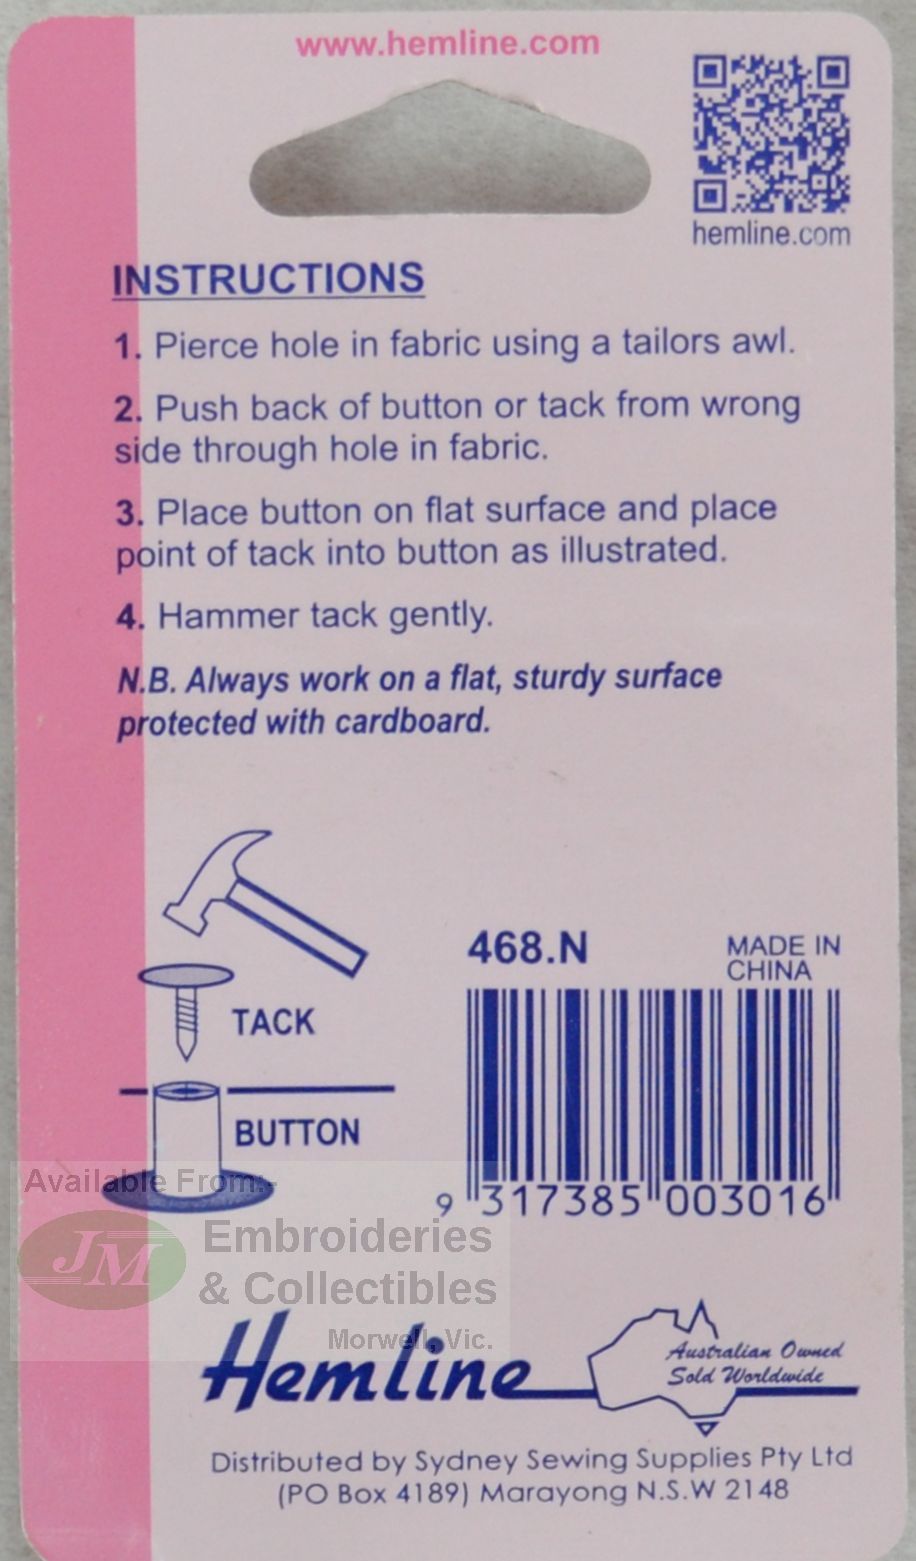 www.hemline.com
hemline.com
INSTRUCTIONS
1. Pierce hole in fabric using a tailors awl.
2. Push back of button or tack from wrong
side through hole in fabric.
3. Place button on flat surface and place
point of tack into button as illustrated.
4. Hammer tack gently.
N.B. Always work on a flat, sturdy surface
protected with cardboard.
468.N
MADE IN
CHINA
TACK
BUTTON
9 317385 003016
Available From:-
JM
Embroideries
& Collectibles
Morwell, Vic.
Hemline
Australian Owned
Sold Worldwide
Distributed by Sydney Sewing Supplies Pty Ltd
(PO Box 4189) Marayong N.S.W 2148